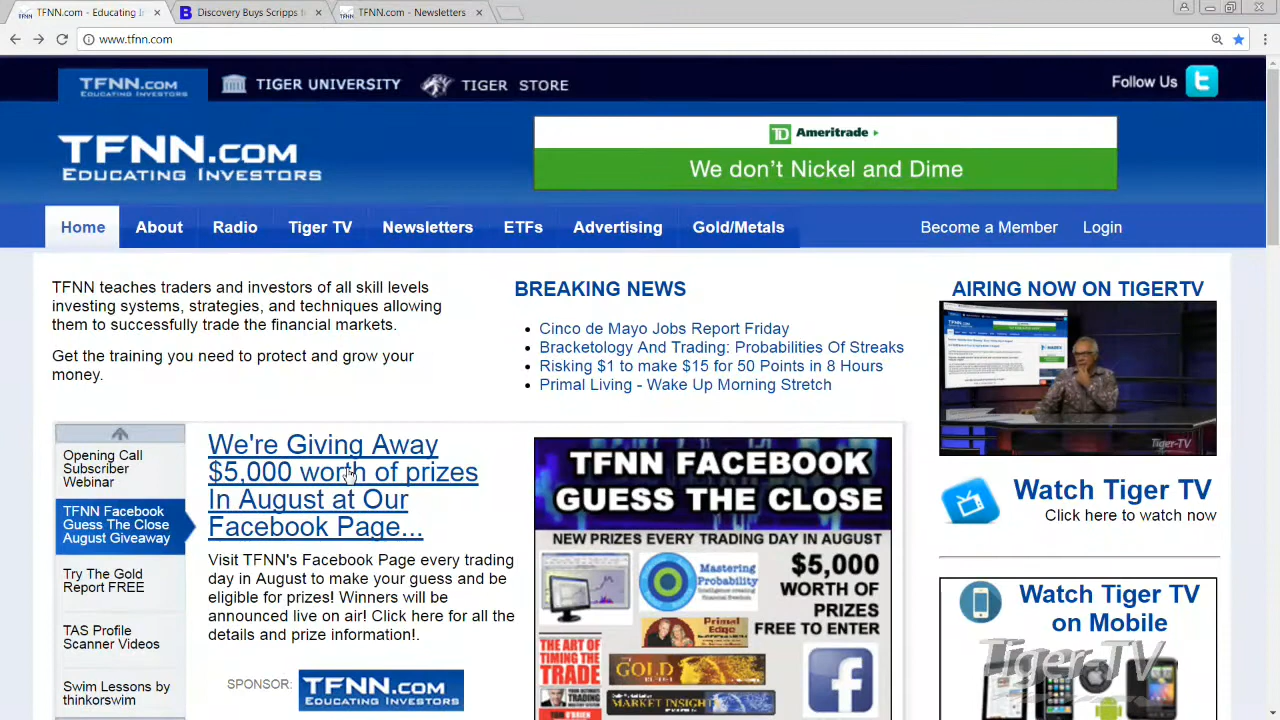 TFNN.com - Educating In
Discovery Buys Scripps f
TFNN.com - Newsletters
www.tfnn.com
TFNN.COM
EDUCATING INVESTORS
TIGER UNIVERSITY
TIGER STORE
Follow Us
TFNN.COM
EDUCATING INVESTORS
TD Ameritrade
We don't Nickel and Dime
Home
About
Radio
Tiger TV
Newsletters
ETFs
Advertising
Gold/Metals
Become a Member
Login
TFNN teaches traders and investors of all skill levels
investing systems, strategies, and techniques allowing
them to successfully trade the financial markets.
Get the training you need to protect and grow your
money.
BREAKING NEWS
Cinco de Mayo Jobs Report Friday
Bracketology And Trading: Probabilities Of Streaks
Risking $1 to make $15 for 50 Points in 8 Hours
Primal Living - Wake Up Morning Stretch
AIRING NOW ON TIGERTV
Tiger-TV
Watch Tiger TV
Click here to watch now
Watch Tiger TV
on Mobile
Tiger-TV
Opening Call
Subscriber
Webinar
TFNN Facebook
Guess The Close
August Giveaway
Try The Gold
Report FREE
TAS Profile
Scanner Videos
Swim Lessons by
thinkorswim
We're Giving Away
$5,000 worth of prizes
In August at Our
Facebook Page...
Visit TFNN's Facebook Page every trading
day in August to make your guess and be
eligible for prizes! Winners will be
announced live on air! Click here for all the
details and prize information!.
SPONSOR:
TFNN.COM
EDUCATING INVESTORS
TFNN FACEBOOK
GUESS THE CLOSE
NEW PRIZES EVERY TRADING DAY IN AUGUST
Mastering
Probability
$5,000
WORTH OF
PRIZES
FREE TO ENTER
Primal Edge
THE ART OF
TIMING THE
TRADE
GOLD
MARKET INSIGHT